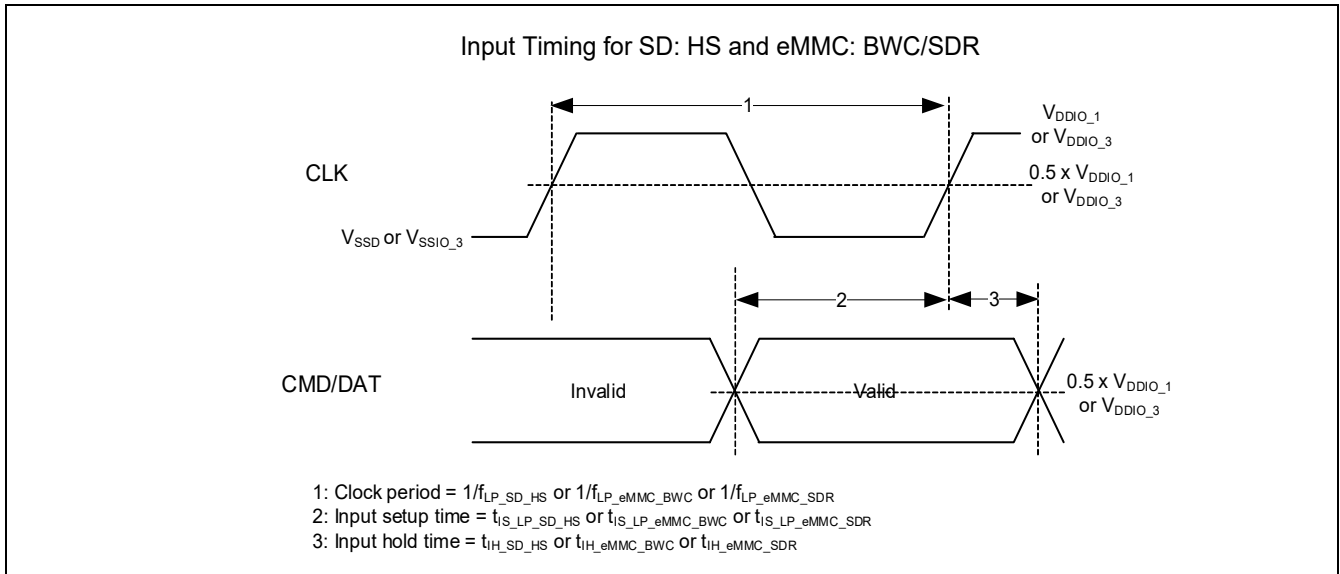 Input Timing for SD: HS and eMMC: BWC/SDR
1
V_DDIO_1
or V_DDIO_3
CLK
0.5 x V_DDIO_1
or V_DDIO_3
V_SSD or V_SSIO_3
2
3
CMD/DAT
Invalid
Valid
0.5 x V_DDIO_1
or V_DDIO_3
1: Clock period = 1/f_LP_SD_HS or 1/f_LP_eMMC_BWC or 1/f_LP_eMMC_SDR
2: Input setup time = t_IS_LP_SD_HS or t_IS_LP_eMMC_BWC or t_IS_LP_eMMC_SDR
3: Input hold time = t_IH_SD_HS or t_IH_eMMC_BWC or t_IH_eMMC_SDR